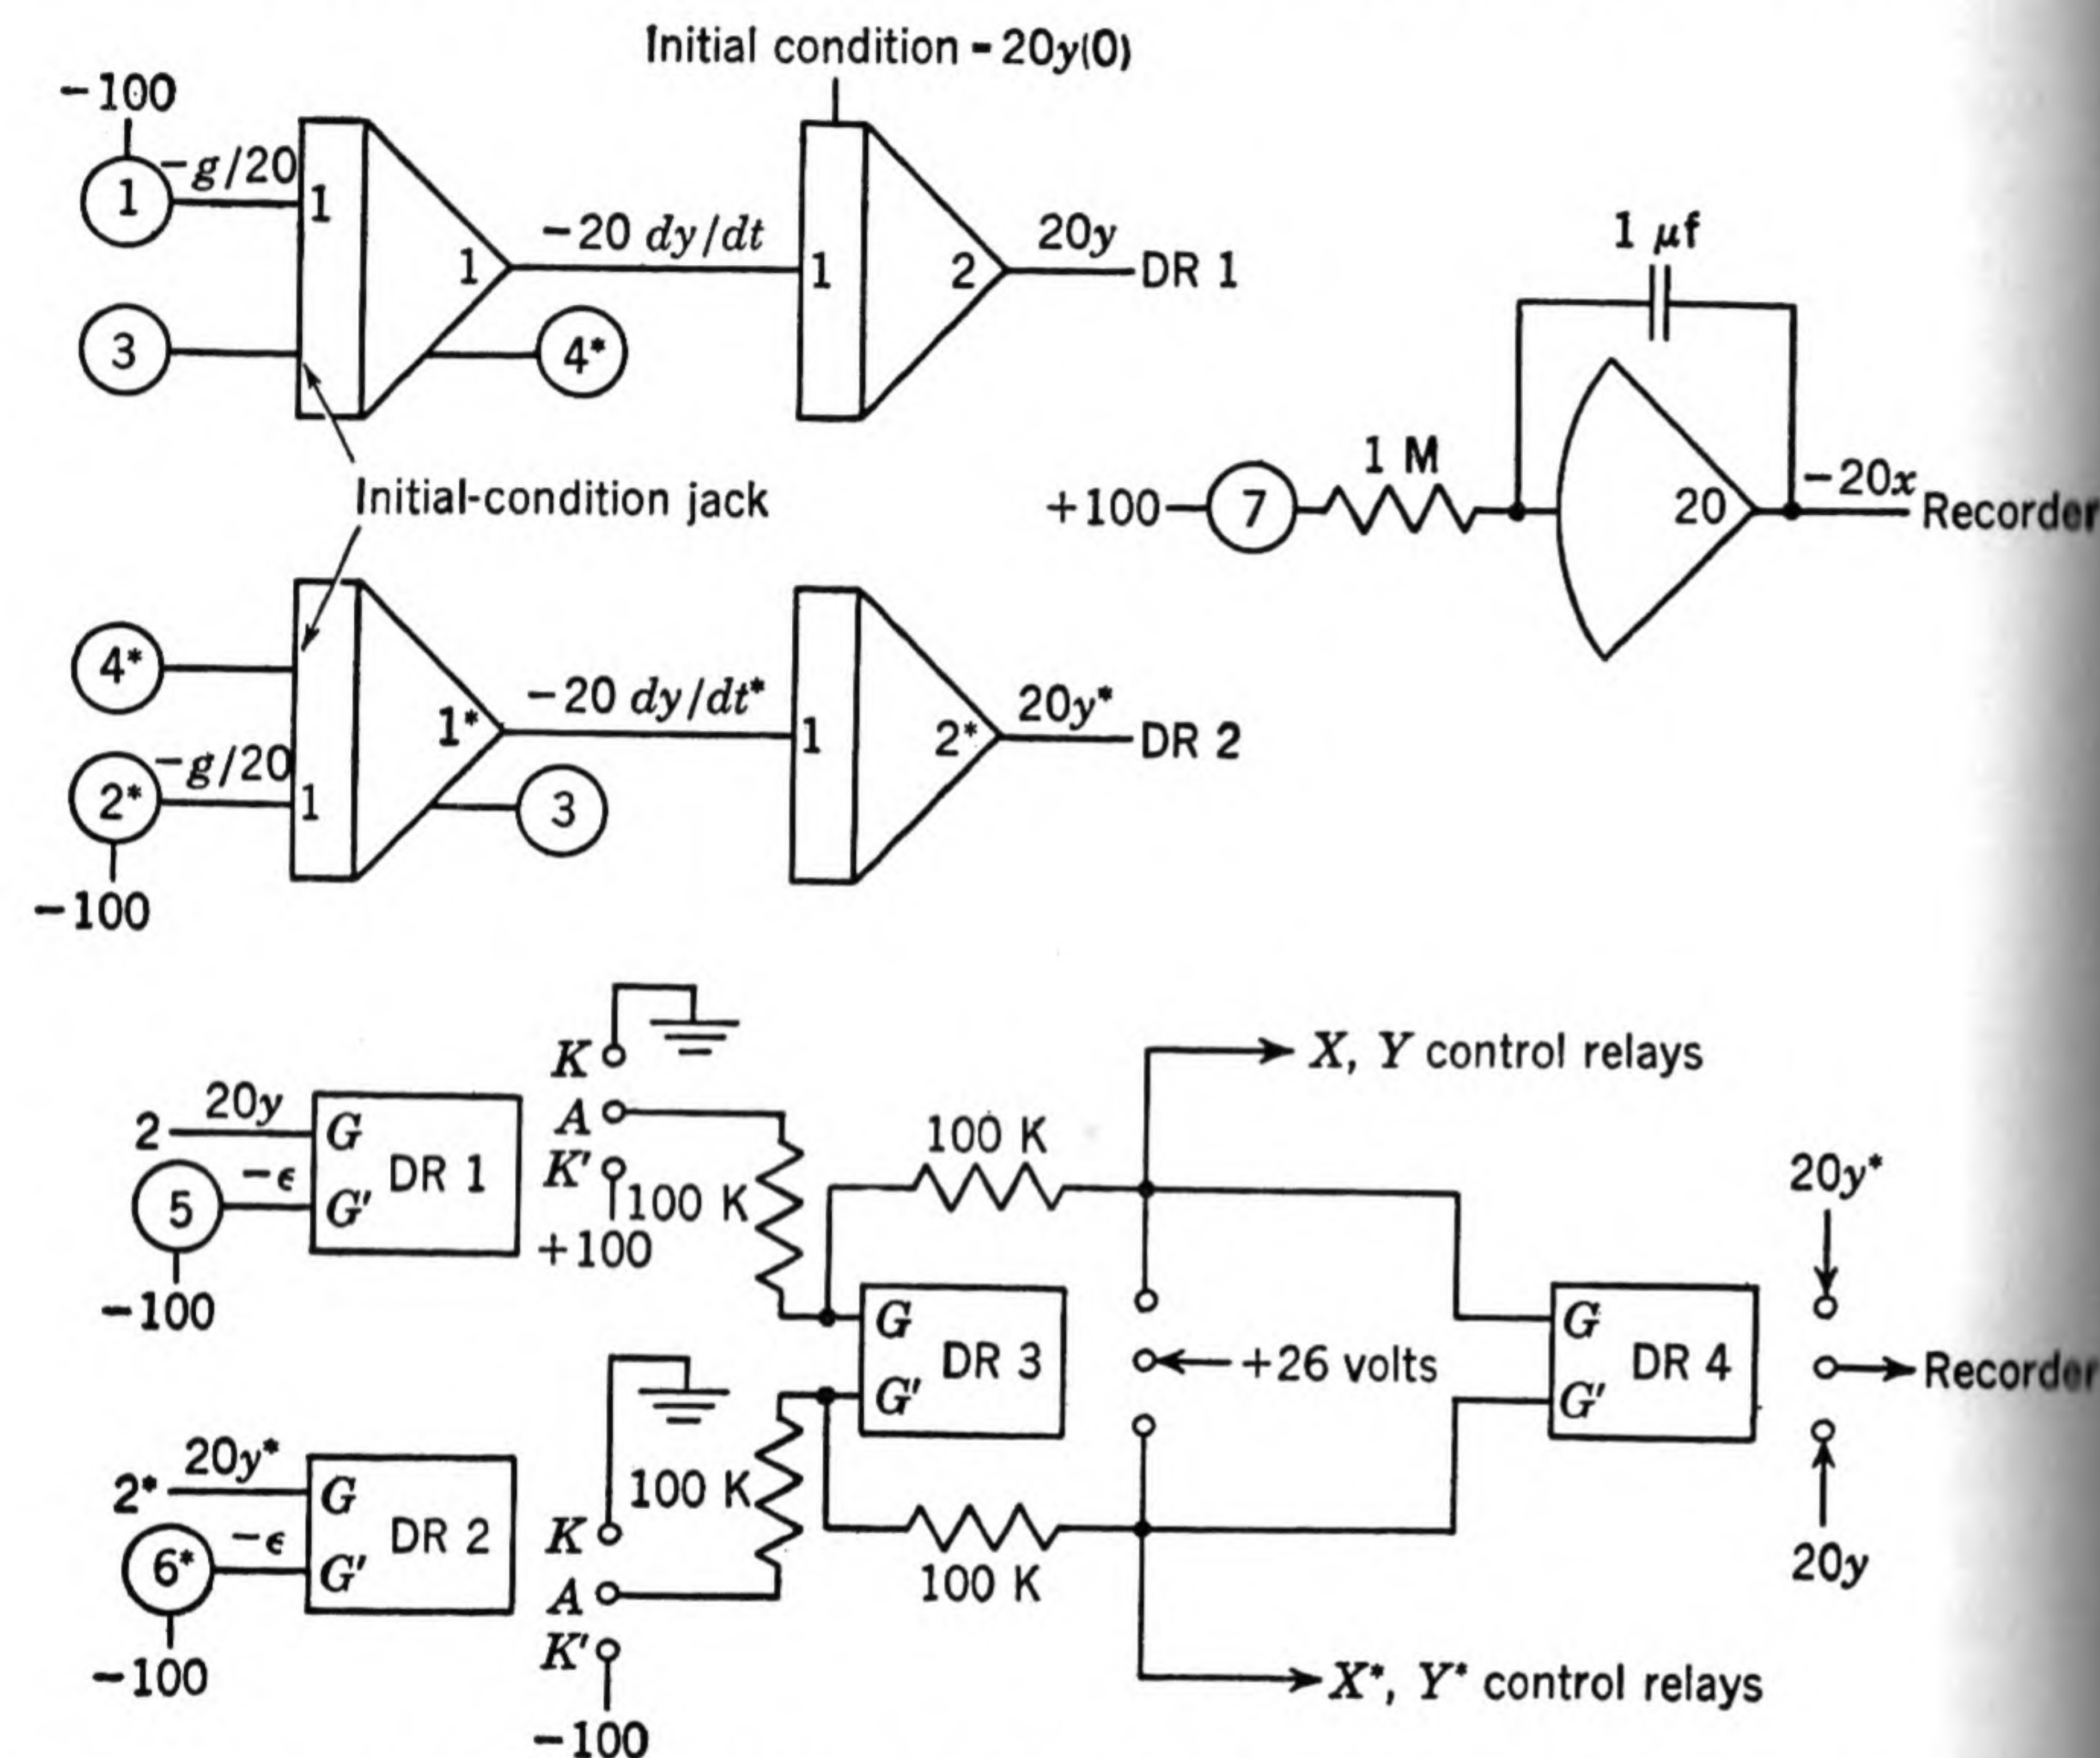 Initial condition - 20y(0)
-100
-g/20
1
1
1
-20 dy/dt
1
2
20y
DR 1
3
4*
1 μf
Initial-condition jack
+100
7
1 M
20
-20x
Recorder
4*
-20 dy/dt*
1*
1
2*
20y*
DR 2
-g/20
2*
1
3
-100
K
X, Y control relays
20y
2
G
A
-ϵ
DR 1
K'
100 K
100 K
5
G'
+100
20y*
-100
G
DR 3
G'
+26 volts
G
DR 4
G'
Recorder
20y*
2*
G
100 K
-ϵ
DR 2
K
6*
G'
A
100 K
20y
K'
-100
X*, Y* control relays
-100